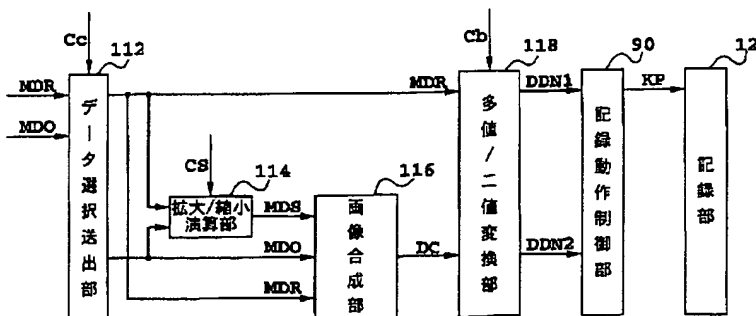 Cc
112
Cb
118
90
12
MDR
MDO
データ選択送出部
MDR
DDN1
KP
多値/二値変換部
記録動作制御部
記録部
CS
114
116
拡大/縮小
演算部
MDS
画像合成部
MDO
DC
DDN2
MDR